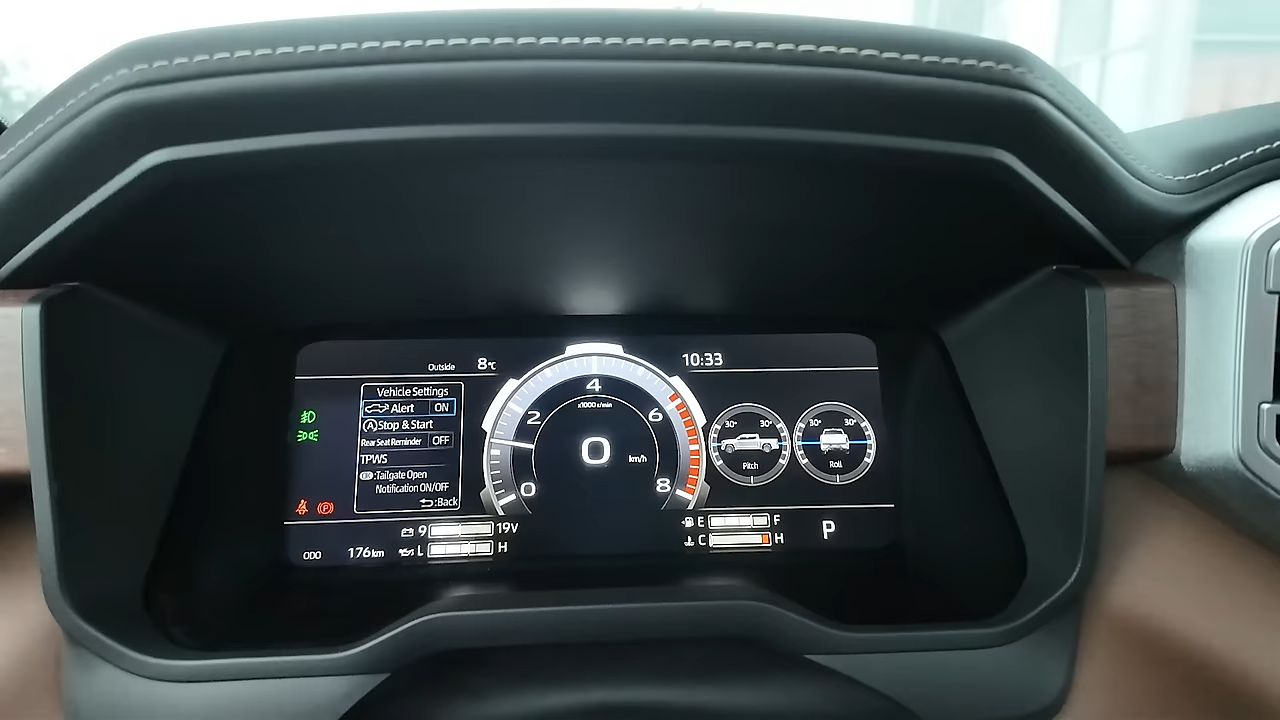 Outside 8℃
10:33
Vehicle Settings
Alert ON
Ⓐ Stop & Start
Rear Seat Reminder OFF
TPWS
OK :Tailgate Open
Notification ON/OFF
:Back
0
2
4
6
8
x1000 r/min
0 km/h
30° 30°
Pitch
30° 30°
Roll
(P)
9 19V
L H
E F
C H
P
ODO 176km